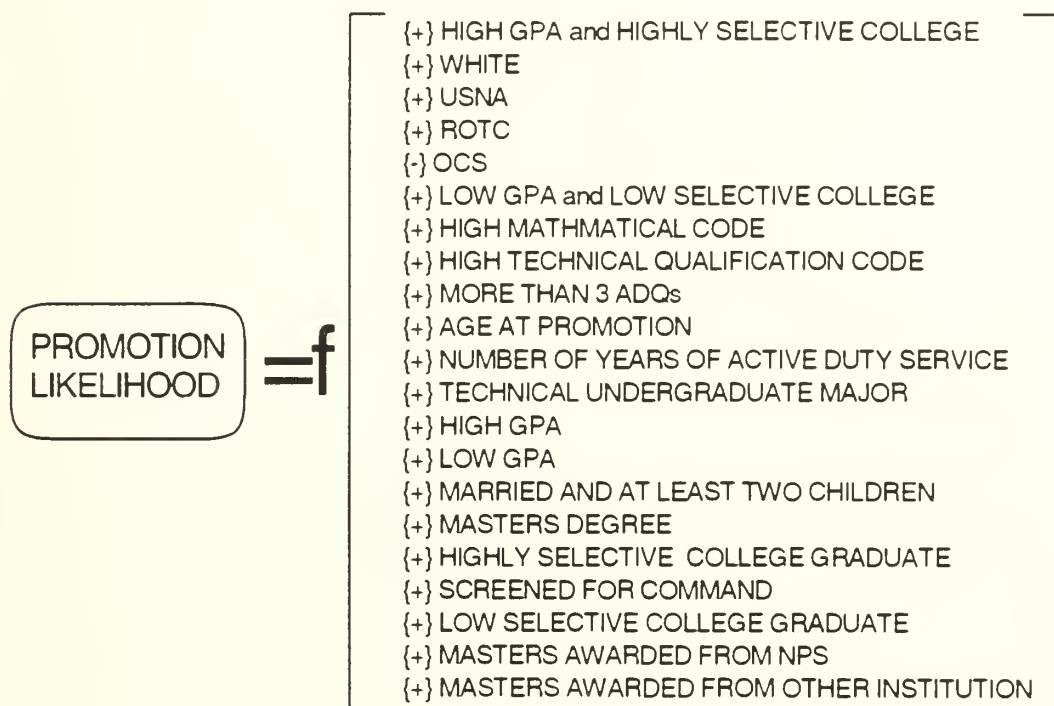 PROMOTION
LIKELIHOOD
=f
{+} HIGH GPA and HIGHLY SELECTIVE COLLEGE
{+} WHITE
{+} USNA
{+} ROTC
{-} OCS
{+} LOW GPA and LOW SELECTIVE COLLEGE
{+} HIGH MATHMATICAL CODE
{+} HIGH TECHNICAL QUALIFICATION CODE
{+} MORE THAN 3 ADQs
{+} AGE AT PROMOTION
{+} NUMBER OF YEARS OF ACTIVE DUTY SERVICE
{+} TECHNICAL UNDERGRADUATE MAJOR
{+} HIGH GPA
{+} LOW GPA
{+} MARRIED AND AT LEAST TWO CHILDREN
{+} MASTERS DEGREE
{+} HIGHLY SELECTIVE COLLEGE GRADUATE
{+} SCREENED FOR COMMAND
{+} LOW SELECTIVE COLLEGE GRADUATE
{+} MASTERS AWARDED FROM NPS
{+} MASTERS AWARDED FROM OTHER INSTITUTION